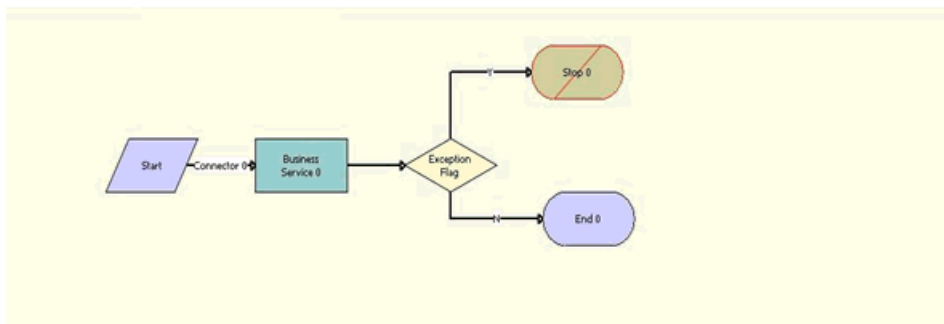 Y
Stop 0
Start
Connector 0
Business
Service 0
Exception
Flag
N
End 0